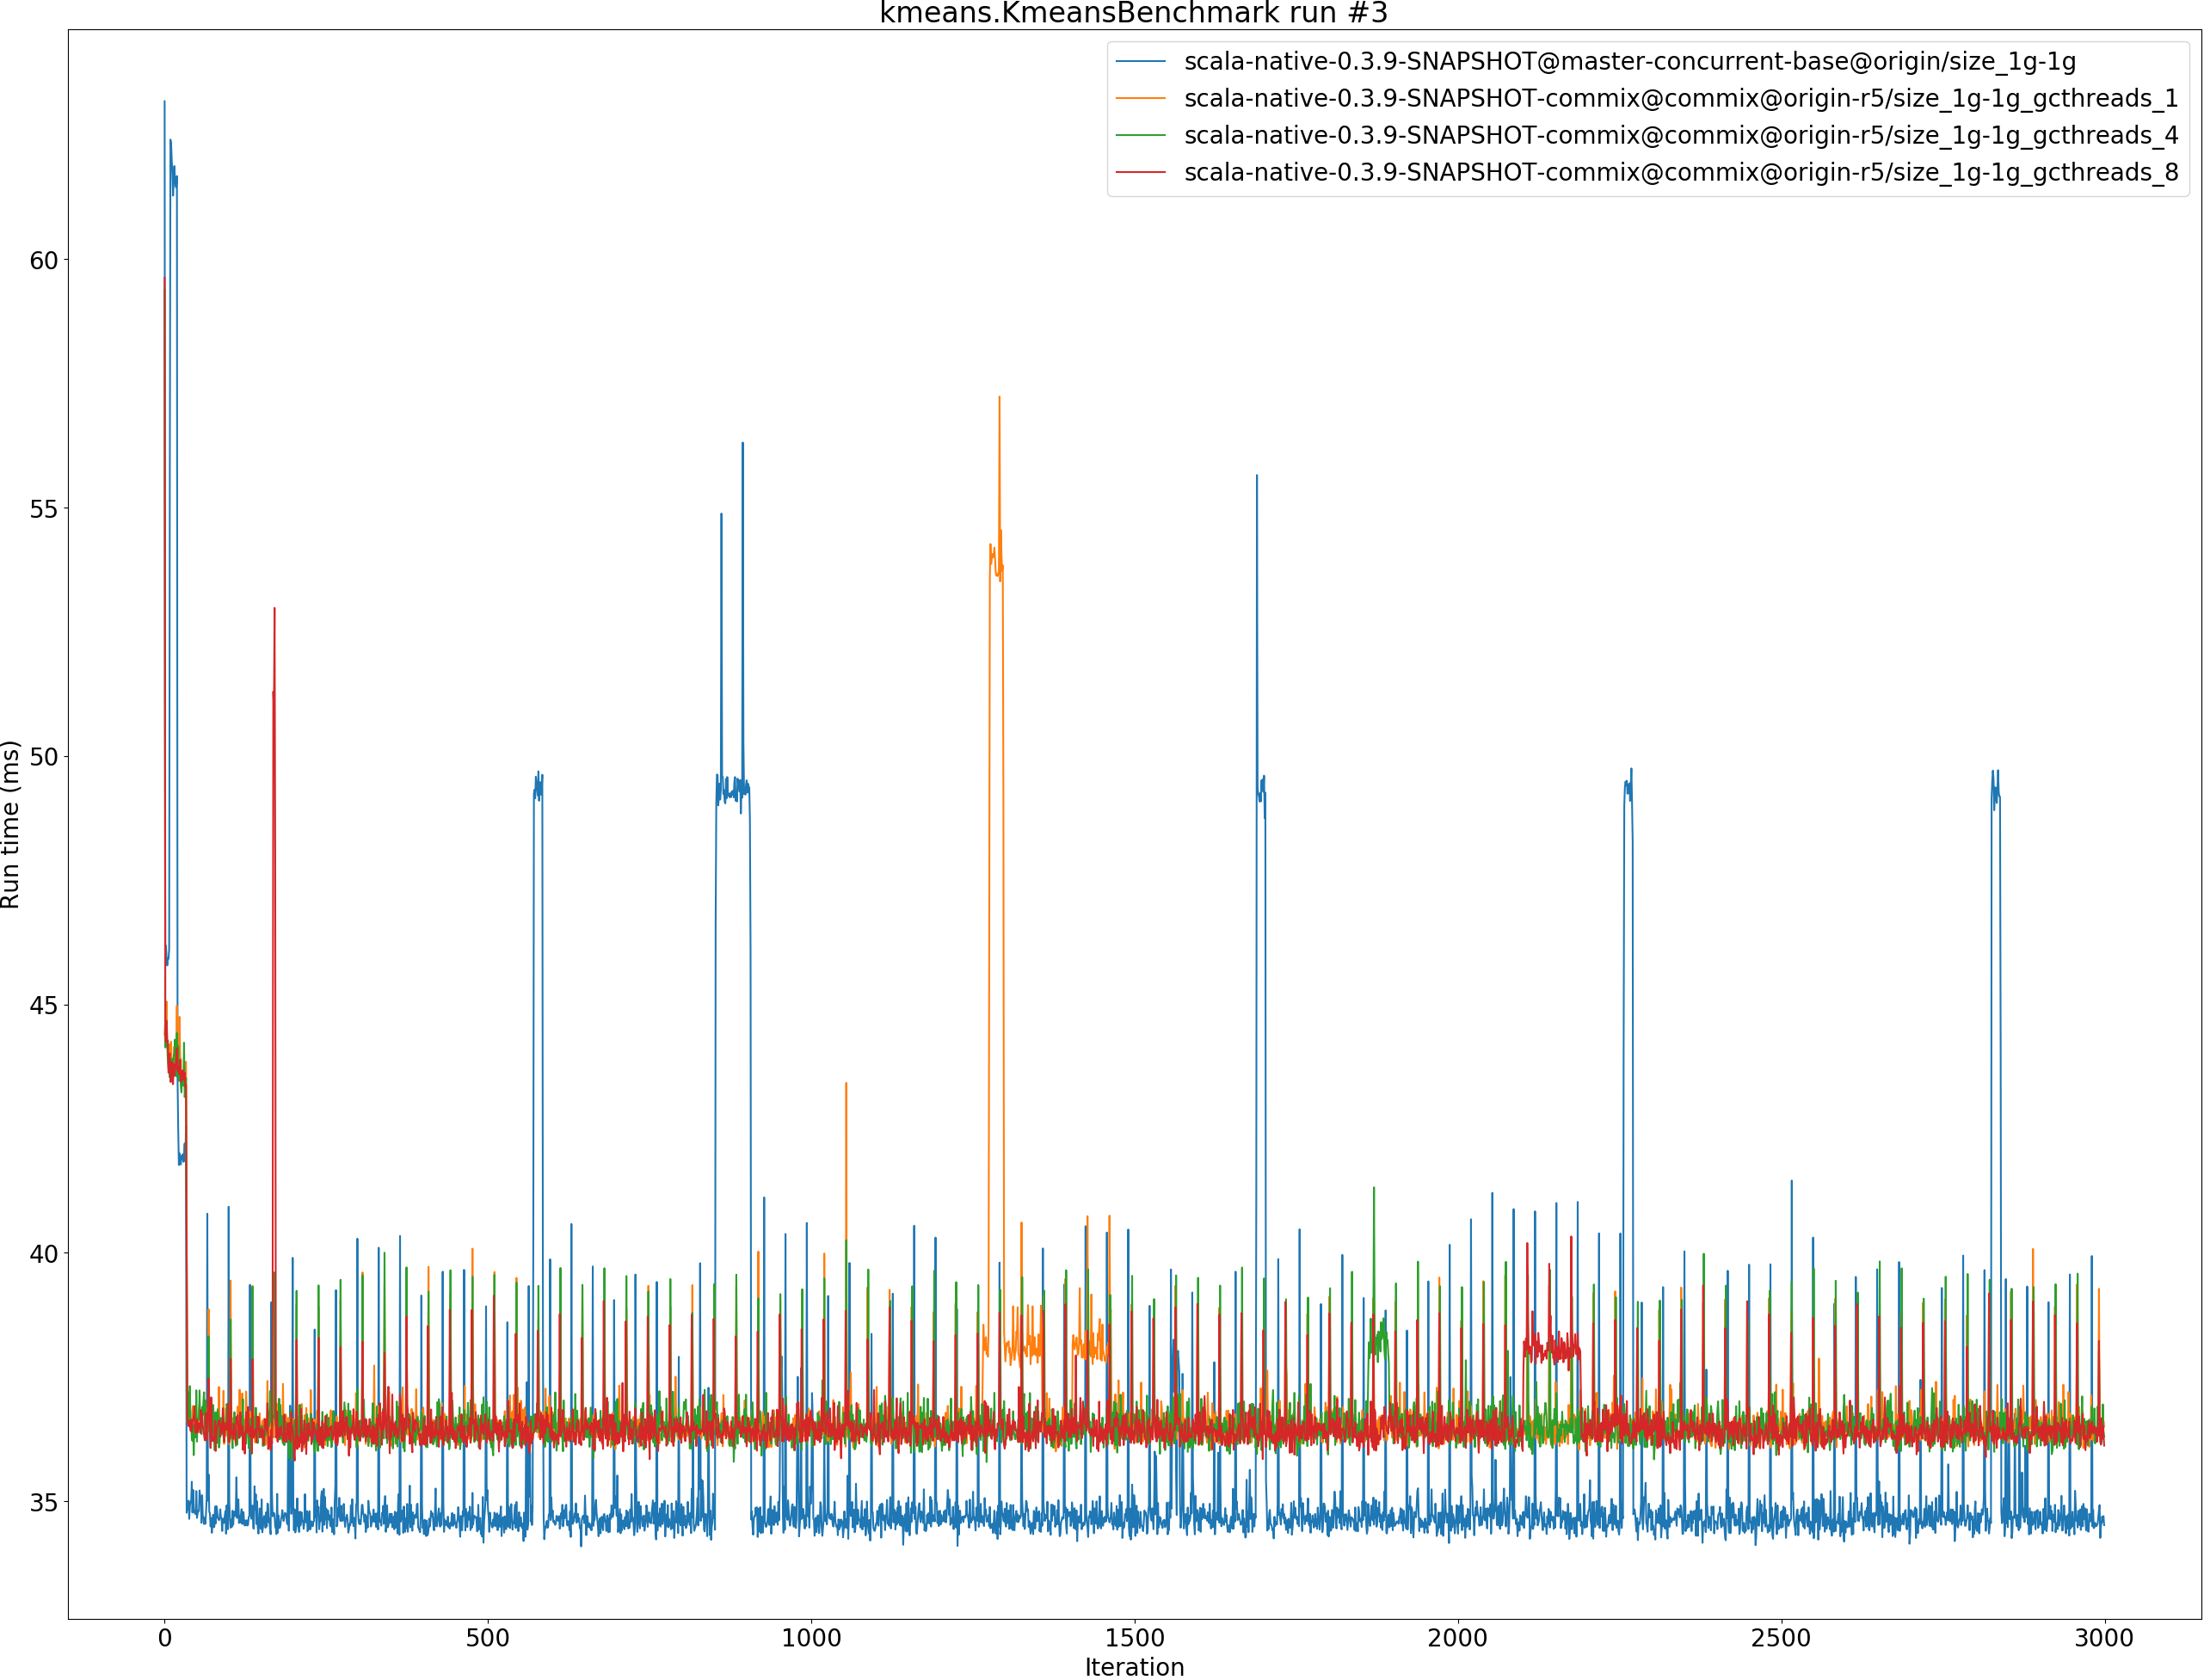 kmeans.KmeansBenchmark run #3
scala-native-0.3.9-SNAPSHOT@master-concurrent-base@origin/size_1g-1g
scala-native-0.3.9-SNAPSHOT-commix@commix@origin-r5/size_1g-1g_gcthreads_1
scala-native-0.3.9-SNAPSHOT-commix@commix@origin-r5/size_1g-1g_gcthreads_4
scala-native-0.3.9-SNAPSHOT-commix@commix@origin-r5/size_1g-1g_gcthreads_8
60
55
50
45
40
35
Run time (ms)
0 500 1000 1500 2000 2500 3000
Iteration